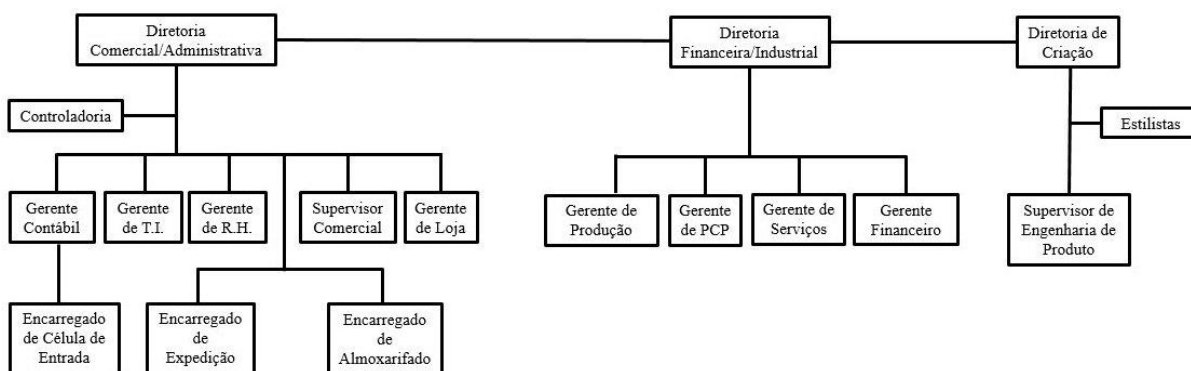 Diretoria
Comercial/Administrativa
Diretoria
Financeira/Industrial
Diretoria de
Criação
Controladoria
Estilistas
Gerente
Contábil
Gerente
de T.I.
Gerente
de R.H.
Supervisor
Comercial
Gerente
de Loja
Gerente de
Produção
Gerente
de PCP
Gerente de
Serviços
Gerente
Financeiro
Supervisor de
Engenharia de
Produto
Encarregado
de Célula de
Entrada
Encarregado
de
Expedição
Encarregado
de
Almoxarifado